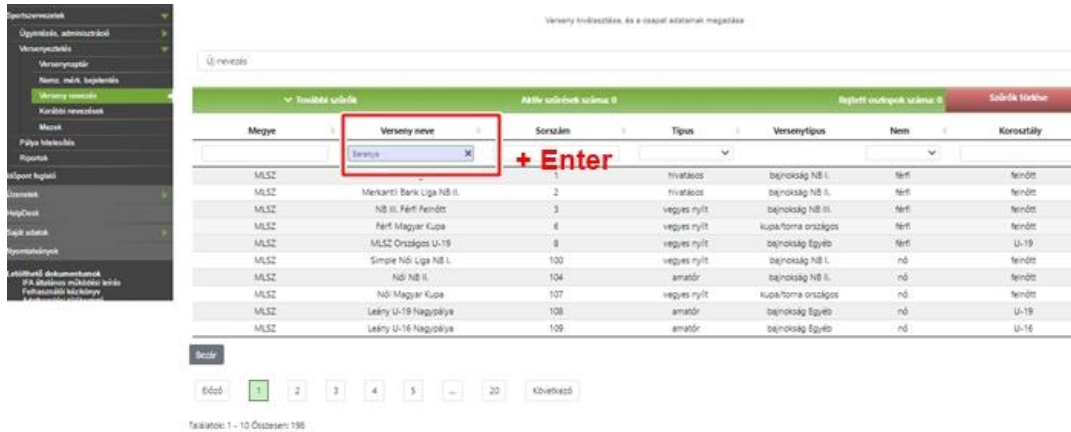 Sportszervezetek
Ügyintézés, adminisztráció
Versenyeztetés
Versenynaptár
Nemz. mérk. bejelentés
Verseny nevezés
Korábbi nevezések
Mezek
Pálya hitelesítés
Riportok
Időpont foglaló
Üzenetek
HelpDesk
Saját adatok
Nyomtatványok
Letölthető dokumentumok
IFA általános működési leírás
Felhasználói kézikönyv
Verseny kiválasztása, és a csapat adatainak megadása
Új nevezés
További szűrők Aktív szűrések száma: 0 Rejtett oszlopok száma: 0 Szűrők törlése
Megye Verseny neve Sorszám Típus Versenytípus Nem Korosztály
Baranya X + Enter
MLSZ 1 hivatásos bajnokság NB I. férfi felnőtt
MLSZ Merkantil Bank Liga NB II. 2 hivatásos bajnokság NB II. férfi felnőtt
MLSZ NB III. Férfi Felnőtt 3 vegyes nyílt bajnokság NB III. férfi felnőtt
MLSZ Férfi Magyar Kupa 6 vegyes nyílt kupa/torna országos férfi felnőtt
MLSZ MLSZ Országos U-19 8 vegyes nyílt bajnokság Egyéb férfi U-19
MLSZ Simple Női Liga NB I. 100 vegyes nyílt bajnokság NB I. nő felnőtt
MLSZ Női NB II. 104 amatőr bajnokság NB II. nő felnőtt
MLSZ Női Magyar Kupa 107 vegyes nyílt kupa/torna országos nő felnőtt
MLSZ Leány U-19 Nagypálya 108 amatőr bajnokság Egyéb nő U-19
MLSZ Leány U-16 Nagypálya 109 amatőr bajnokság Egyéb nő U-16
Bezár
Előző 1 2 3 4 5 ... 20 Következő
Találatok: 1 - 10 Összesen: 198